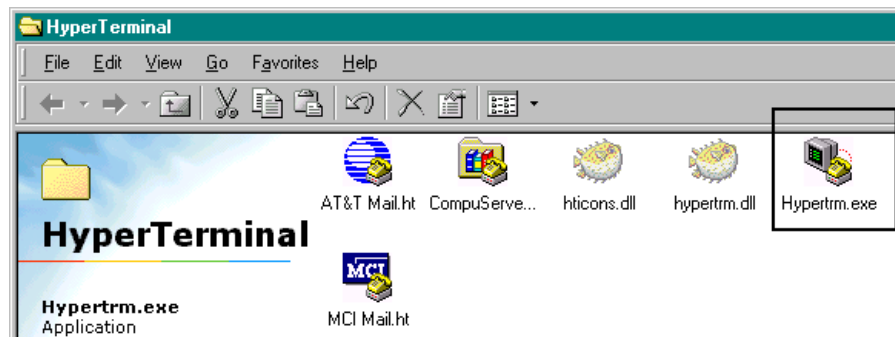 HyperTerminal
File Edit View Go Favorites Help
AT&T Mail.ht CompuServe... hticons.dll hypertrm.dll Hypertrm.exe
HyperTerminal
MCI
MCI Mail.ht
Hypertrm.exe
Application